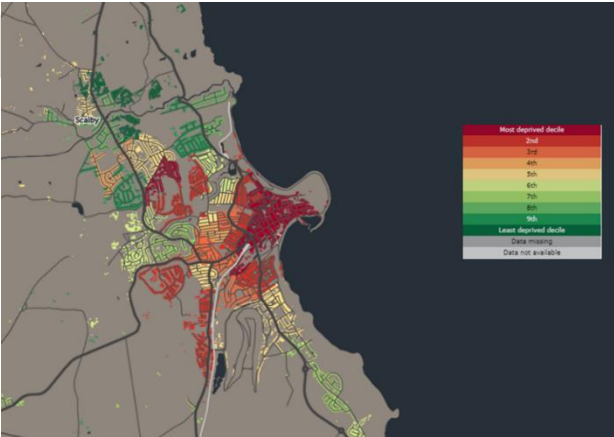 Scalby
Most deprived decile
2nd
3rd
4th
5th
6th
7th
8th
9th
Least deprived decile
Data missing
Data not available